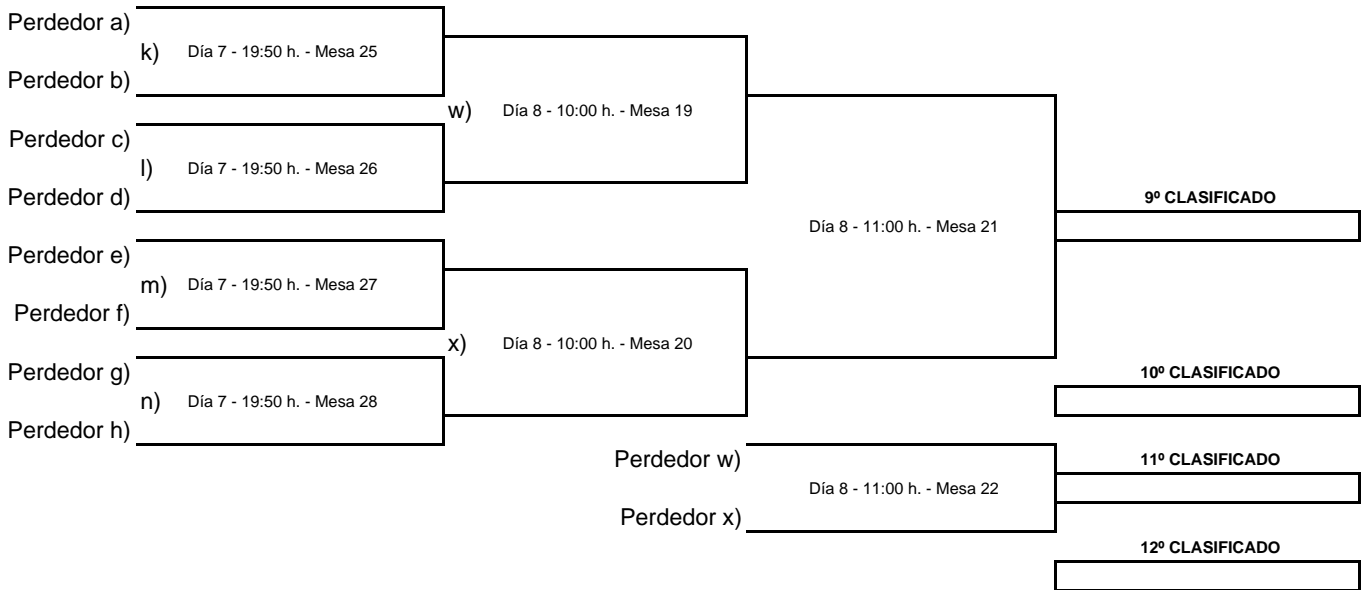 Perdedor a)
k) Día 7 - 19:50 h. - Mesa 25
Perdedor b)
w) Día 8 - 10:00 h. - Mesa 19
Perdedor c)
l) Día 7 - 19:50 h. - Mesa 26
Perdedor d)
9º CLASIFICADO
Día 8 - 11:00 h. - Mesa 21
Perdedor e)
m) Día 7 - 19:50 h. - Mesa 27
Perdedor f)
x) Día 8 - 10:00 h. - Mesa 20
Perdedor g)
10º CLASIFICADO
n) Día 7 - 19:50 h. - Mesa 28
Perdedor h)
Perdedor w)
11º CLASIFICADO
Día 8 - 11:00 h. - Mesa 22
Perdedor x)
12º CLASIFICADO